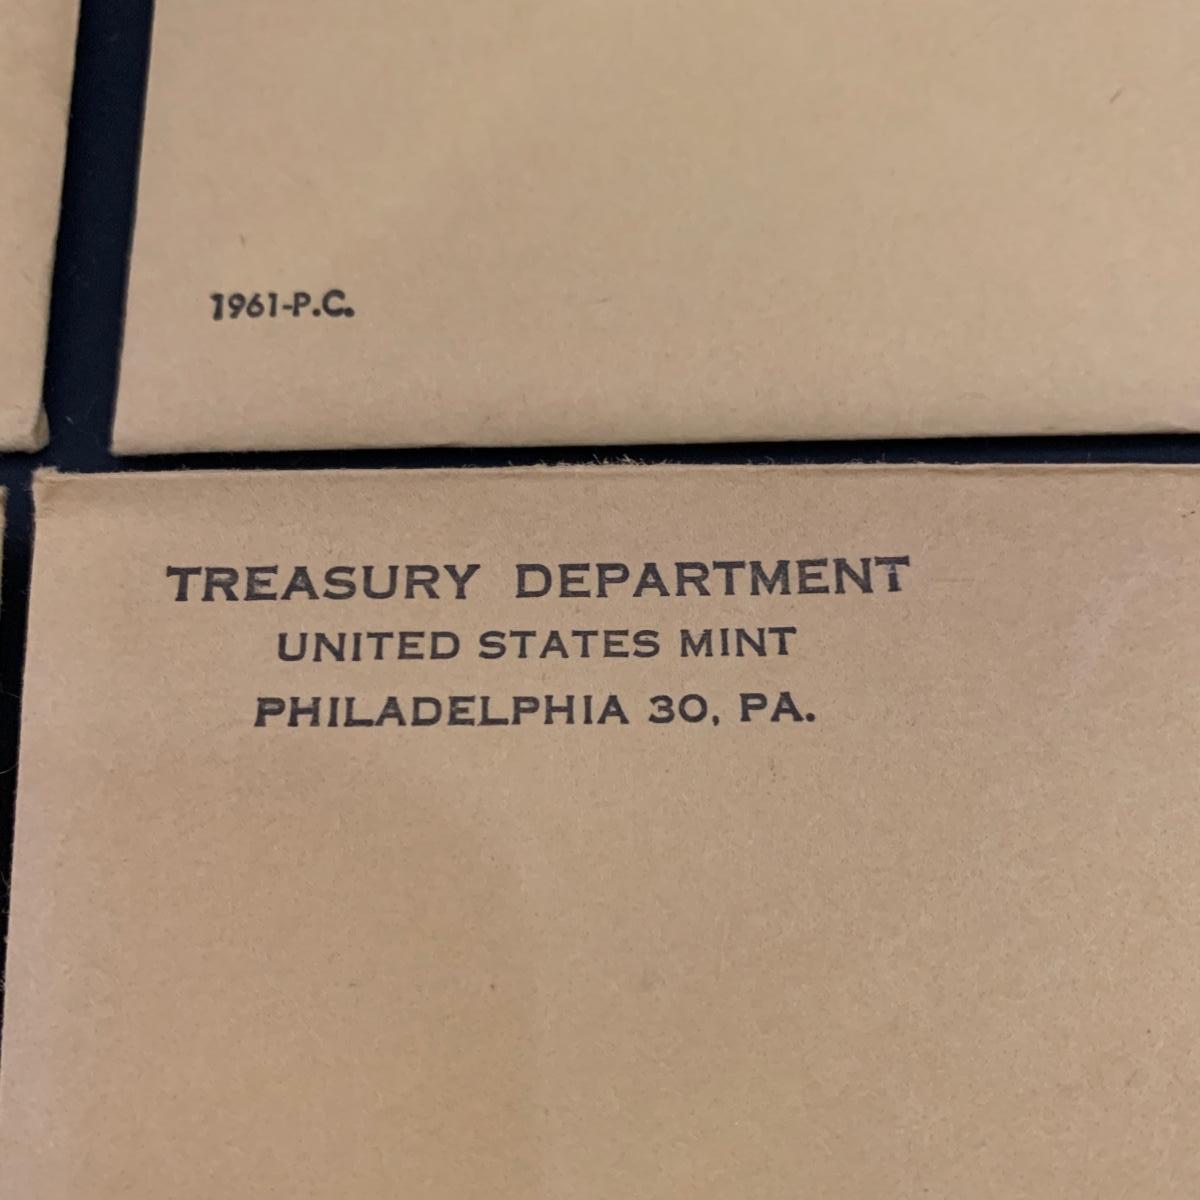 1961-P.C.
TREASURY DEPARTMENT
UNITED STATES MINT
PHILADELPHIA 30, PA.